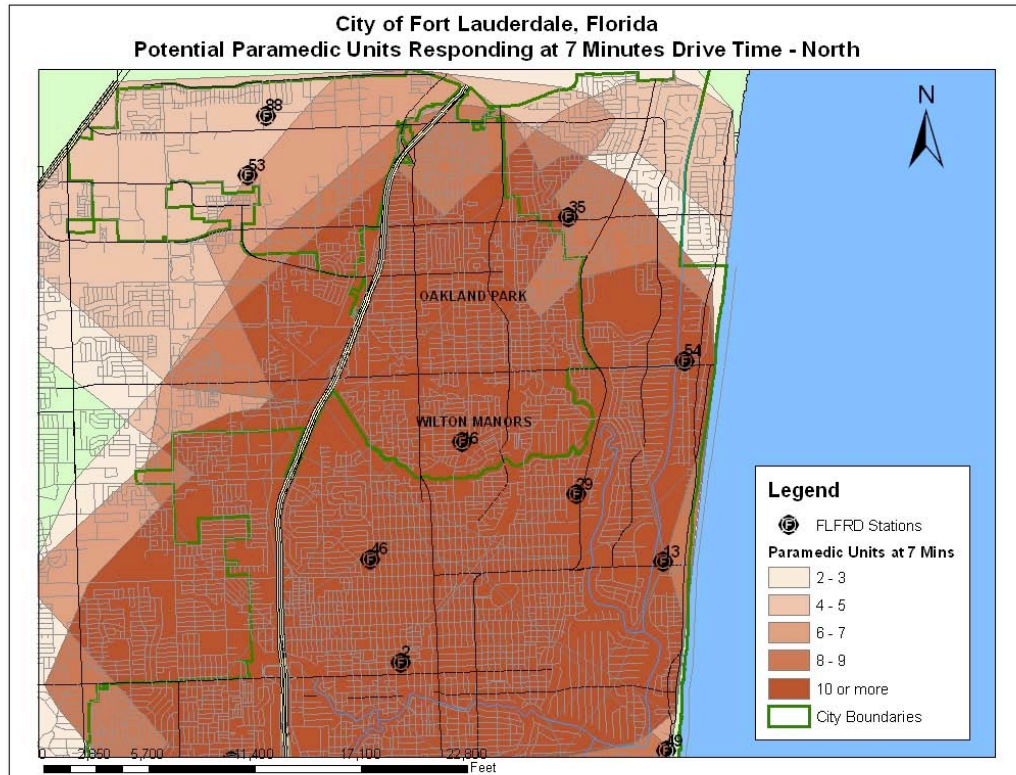 City of Fort Lauderdale, Florida
Potential Paramedic Units Responding at 7 Minutes Drive Time - North
N
88
53
35
OAKLAND PARK
54
WILTON MANORS
16
29
46
13
2
49
Legend
FLFRD Stations
Paramedic Units at 7 Mins
2 - 3
4 - 5
6 - 7
8 - 9
10 or more
City Boundaries
0 2,850 5,700 11,400 17,100 22,800
Feet